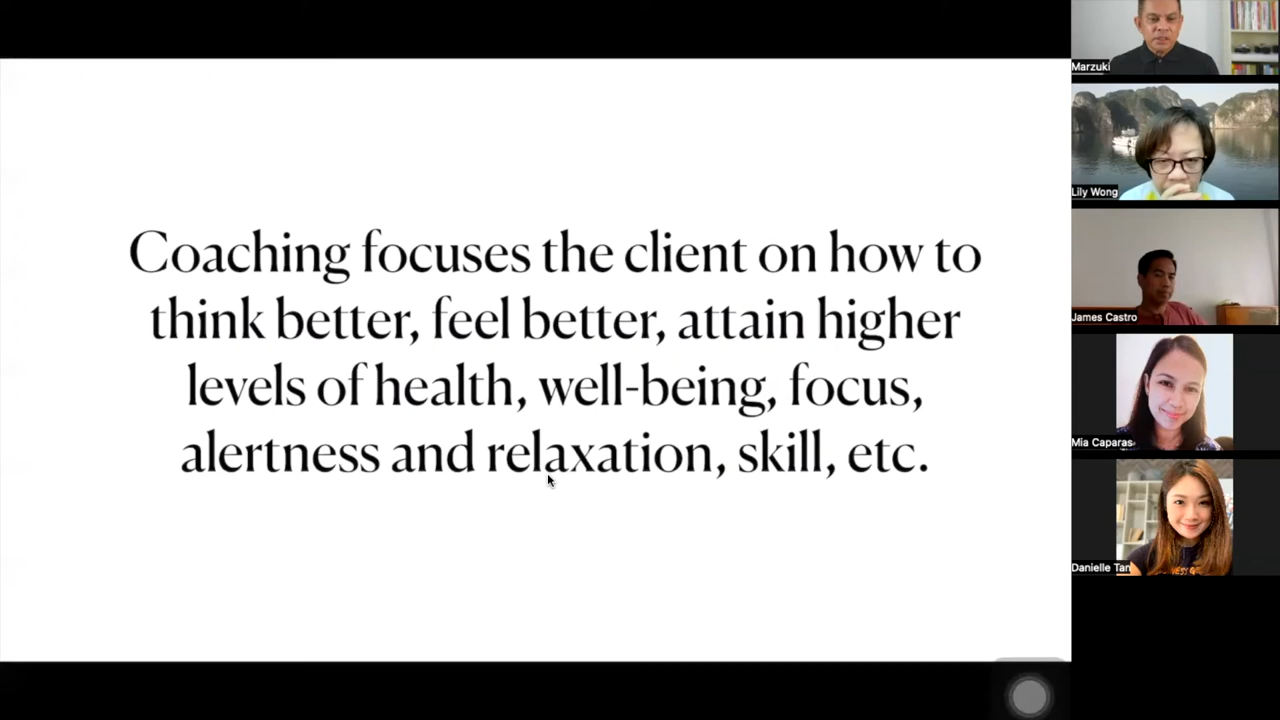 Coaching focuses the client on how to
think better, feel better, attain higher
levels of health, well-being, focus,
alertness and relaxation, skill, etc.
Marzuki
Lily Wong
James Castro
Mia Caparas
Danielle Tan